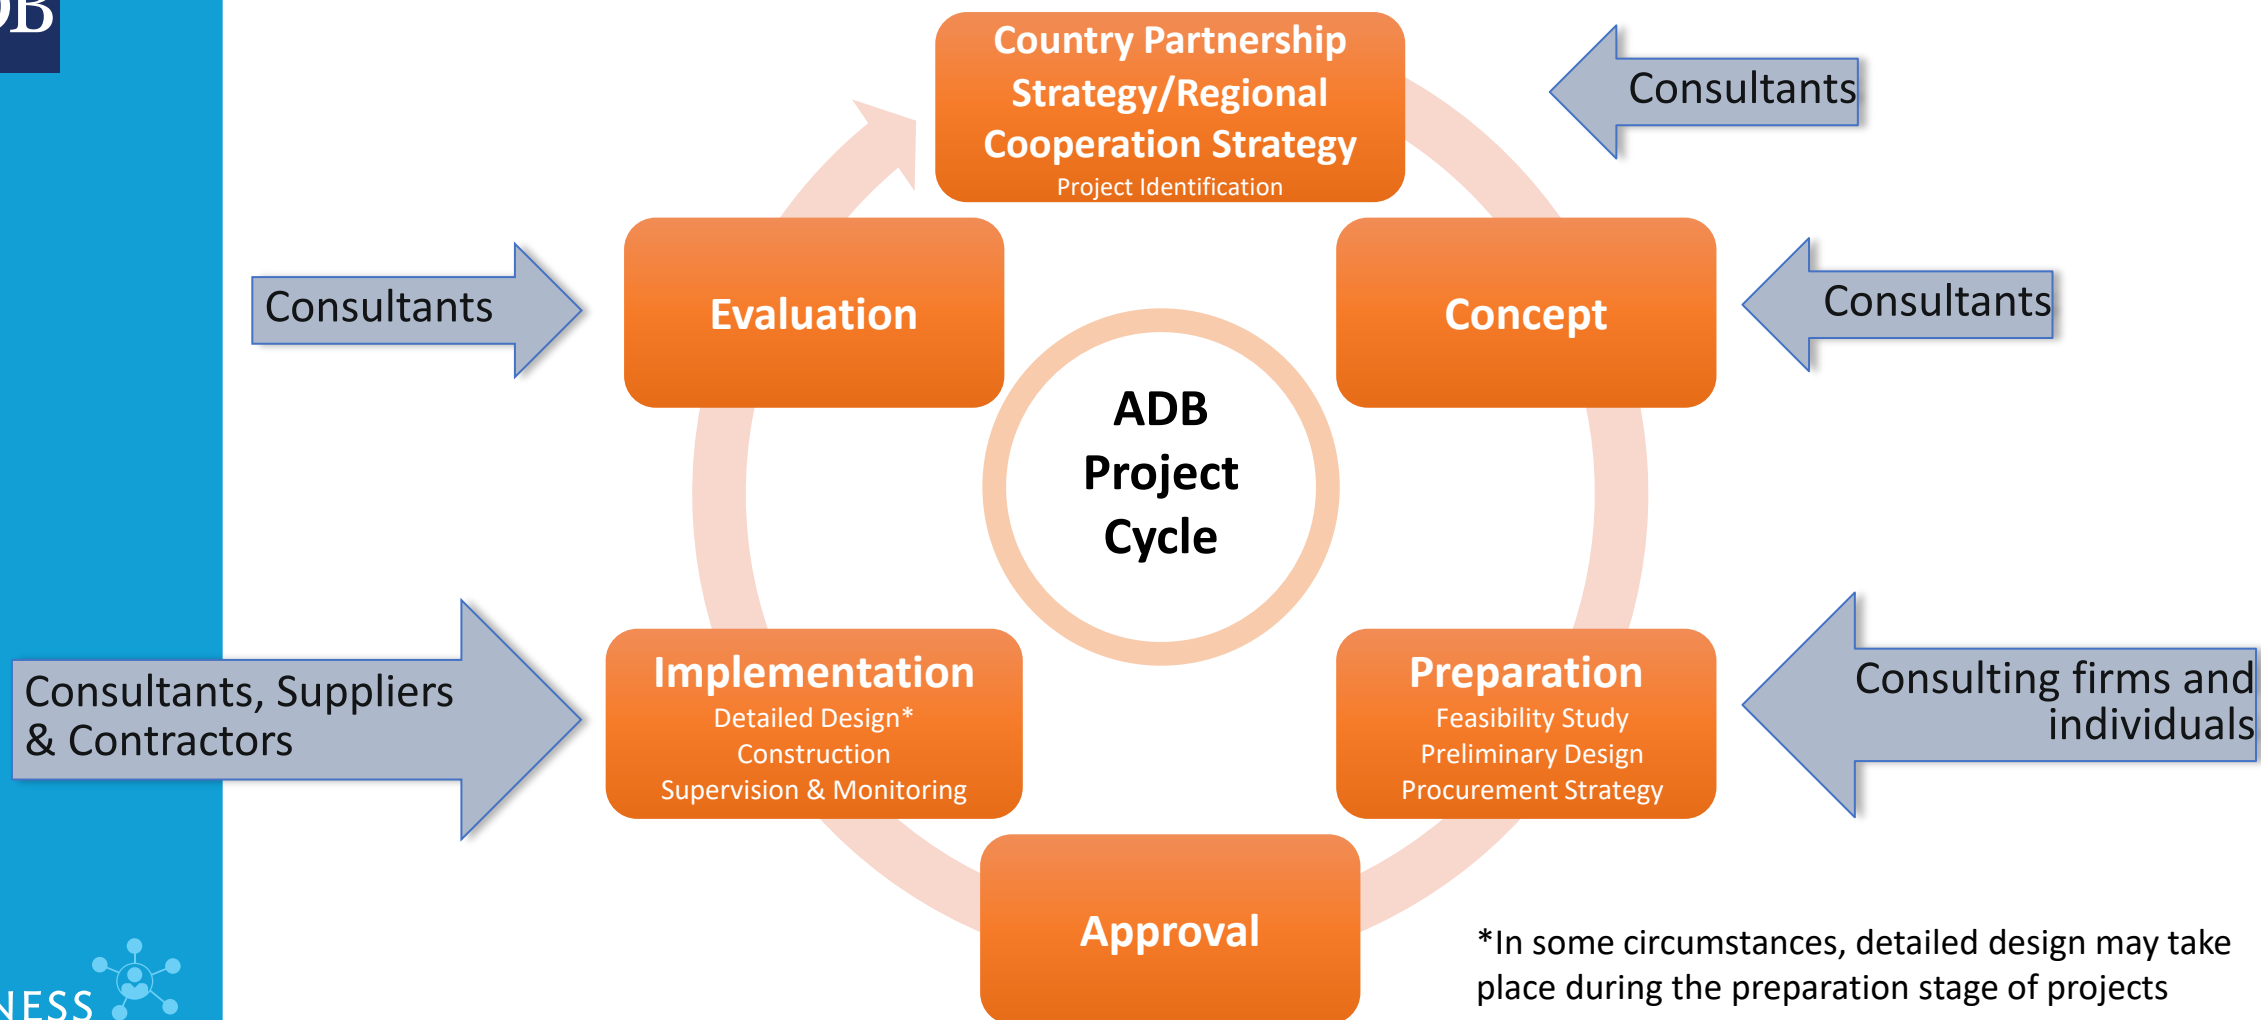 Country Partnership
Strategy/Regional
Cooperation Strategy
Project Identification
Consultants
Evaluation
Concept
Consultants
Consultants
ADB
Project
Cycle
Implementation
Detailed Design*
Construction
Supervision & Monitoring
Preparation
Feasibility Study
Preliminary Design
Procurement Strategy
Consultants, Suppliers
& Contractors
Consulting firms and
individuals
Approval
*In some circumstances, detailed design may take
place during the preparation stage of projects